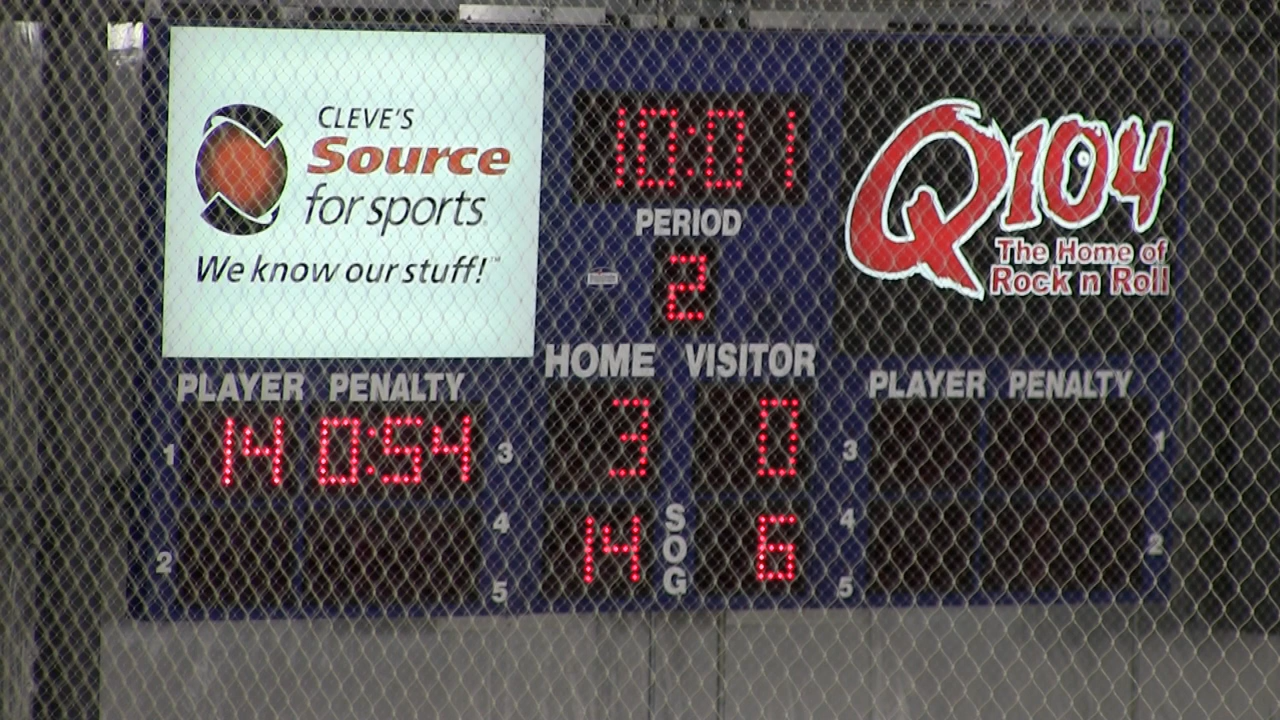 CLEVE'S
Source
for sports
We know our stuff!™
10:01
PERIOD
2
Q104
The Home of
Rock n Roll
HOME VISITOR
3 0
14 SOG 6
PLAYER PENALTY
1 14 0:54 3
4
2
5
PLAYER PENALTY
3 1
4
2
5